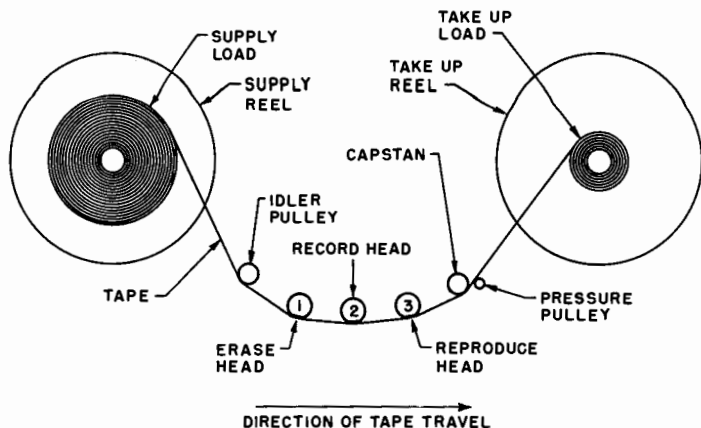 SUPPLY
LOAD
SUPPLY
REEL
TAKE UP
LOAD
TAKE UP
REEL
CAPSTAN
IDLER
PULLEY
RECORD HEAD
TAPE
1
2
3
PRESSURE
PULLEY
ERASE
HEAD
REPRODUCE
HEAD
DIRECTION OF TAPE TRAVEL